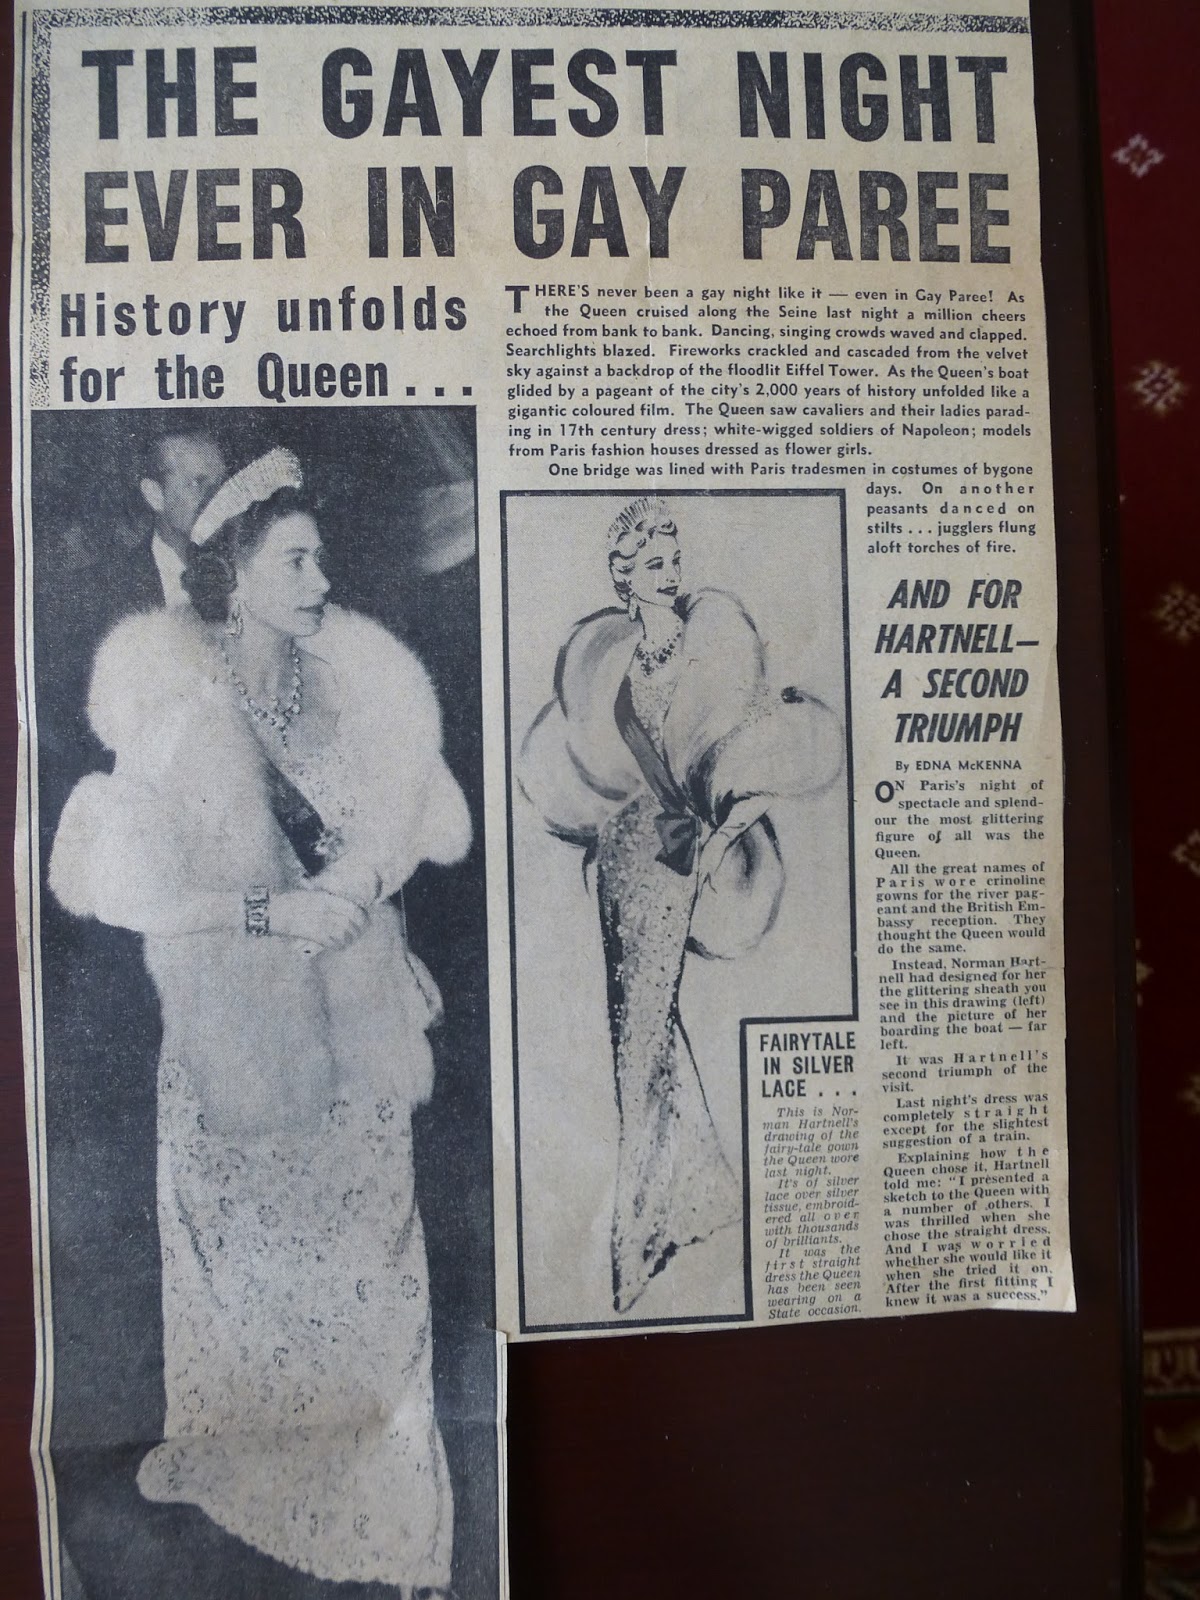 THE GAYEST NIGHT
EVER IN GAY PAREE
History unfolds
for the Queen . . .
THERE'S never been a gay night like it — even in Gay Paree! As
the Queen cruised along the Seine last night a million cheers
echoed from bank to bank. Dancing, singing crowds waved and clapped.
Searchlights blazed. Fireworks crackled and cascaded from the velvet
sky against a backdrop of the floodlit Eiffel Tower. As the Queen's boat
glided by a pageant of the city's 2,000 years of history unfolded like a
gigantic coloured film. The Queen saw cavaliers and their ladies parad-
ing in 17th century dress; white-wigged soldiers of Napoleon; models
from Paris fashion houses dressed as flower girls.
One bridge was lined with Paris tradesmen in costumes of bygone
days. On another
peasants danced on
stilts . . . jugglers flung
aloft torches of fire.
AND FOR
HARTNELL—
A SECOND
TRIUMPH
By EDNA McKENNA
ON Paris's night of
spectacle and splend-
our the most glittering
figure of all was the
Queen.
All the great names of
Paris wore crinoline
gowns for the river pag-
eant and the British Em-
bassy reception. They
thought the Queen would
do the same.
Instead, Norman Hart-
nell had designed for her
the glittering sheath you
see in this drawing (left)
and the picture of her
boarding the boat — far
left.
It was Hartnell's
second triumph of the
visit.
Last night's dress was
completely straight
except for the slightest
suggestion of a train.
Explaining how the
Queen chose it, Hartnell
told me: "I presented a
sketch to the Queen with
a number of others. I
was thrilled when she
chose the straight dress.
And I was worried
whether she would like it
when she tried it on.
After the first fitting I
knew it was a success."
FAIRYTALE
IN SILVER
LACE . . .
This is Nor-
man Hartnell's
drawing of the
fairy-tale gown
the Queen wore
last night.
It's of silver
lace over silver
tissue, embroid-
ered all over
with thousands
of brilliants.
It was the
first straight
dress the Queen
has been seen
wearing on a
State occasion.